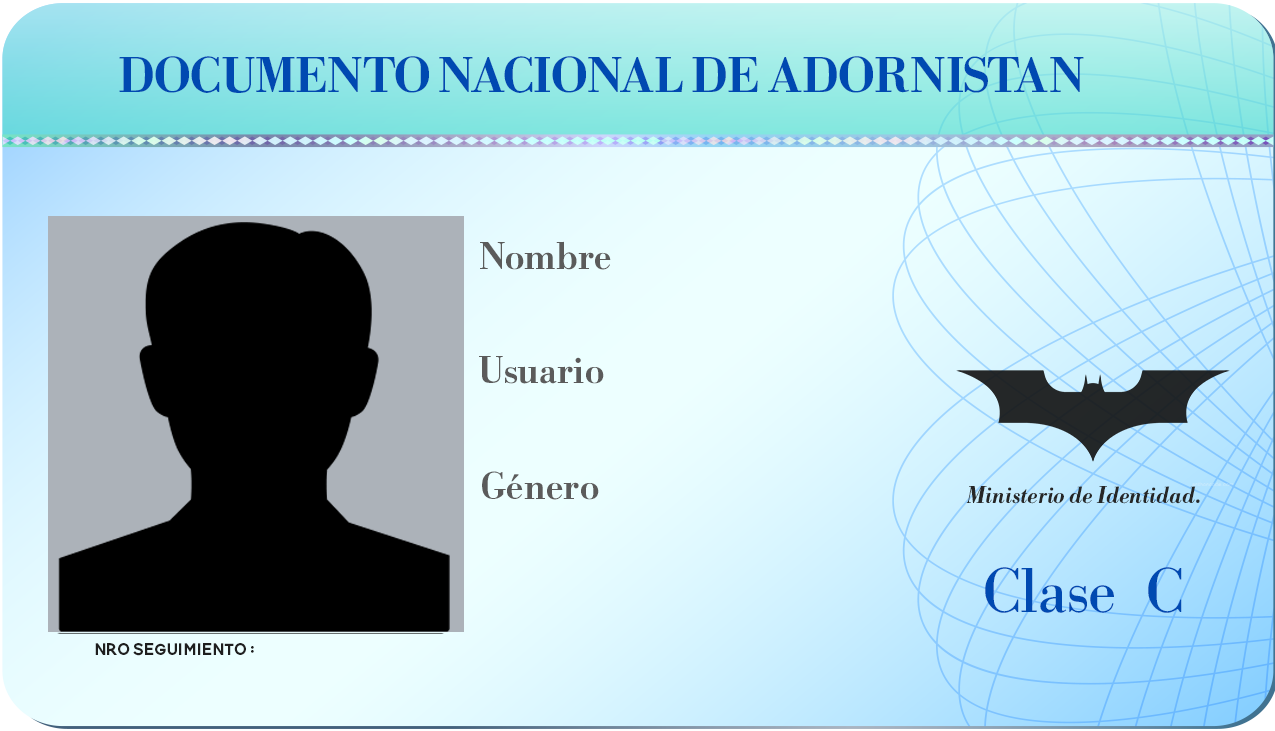 DOCUMENTO NACIONAL DE ADORNISTAN
Nombre
Usuario
Género
Ministerio de Identidad.
Clase C
NRO SEGUIMIENTO :